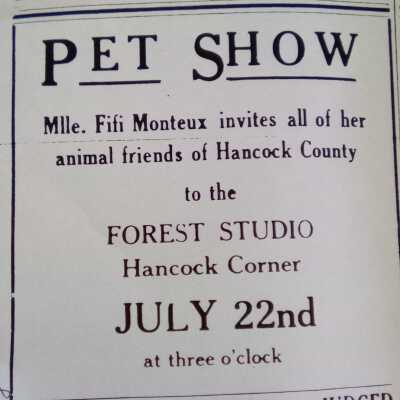 PET SHOW
Mlle. Fifi Monteux invites all of her
animal friends of Hancock County
to the
FOREST STUDIO
Hancock Corner
JULY 22nd
at three o'clock